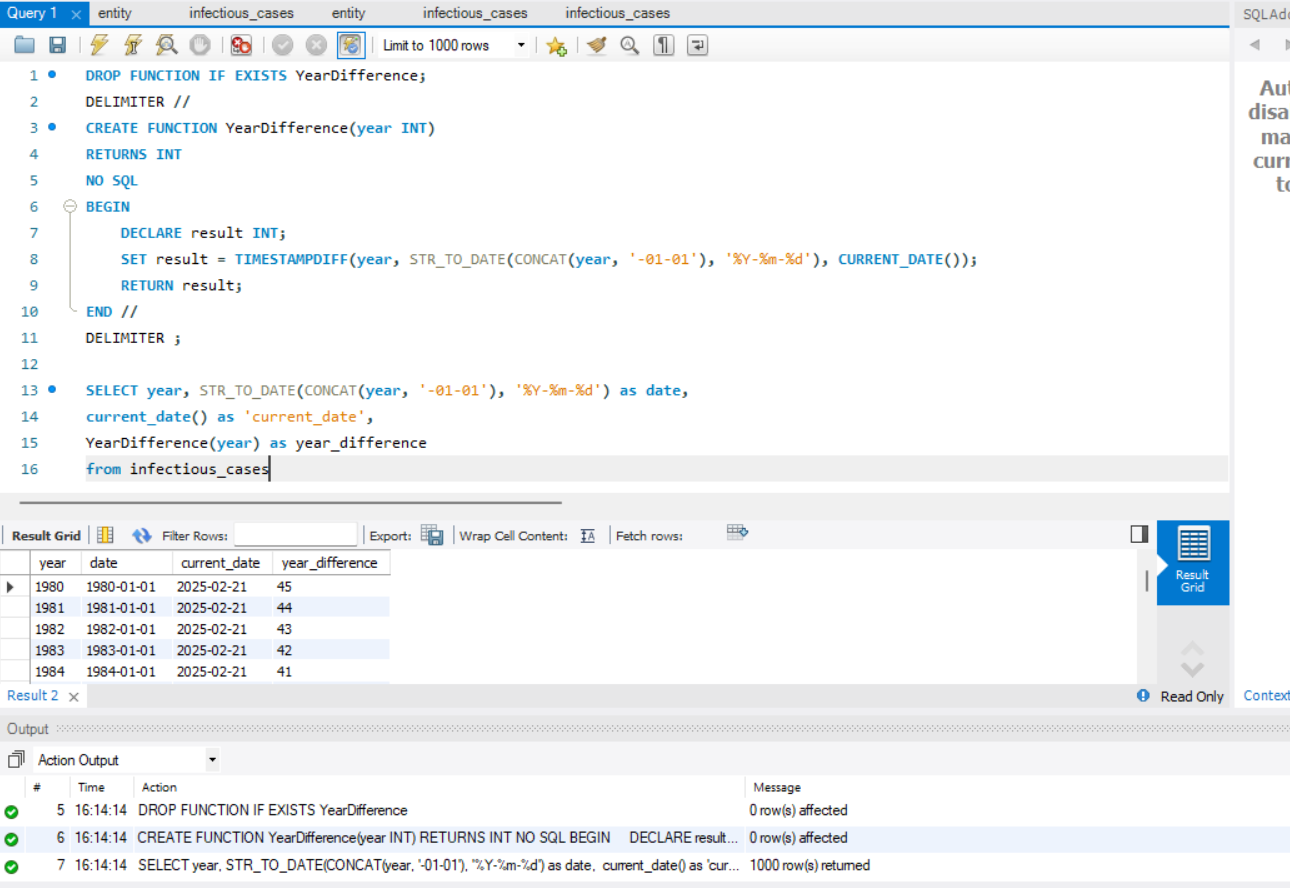 Query 1 entity infectious_cases entity infectious_cases infectious_cases
SQLAd
Limit to 1000 rows
1 DROP FUNCTION IF EXISTS YearDifference;
2 DELIMITER //
3 CREATE FUNCTION YearDifference(year INT)
4 RETURNS INT
5 NO SQL
6 BEGIN
7 DECLARE result INT;
8 SET result = TIMESTAMPDIFF(year, STR_TO_DATE(CONCAT(year, '-01-01'), '%Y-%m-%d'), CURRENT_DATE());
9 RETURN result;
10 END //
11 DELIMITER ;
12
13 SELECT year, STR_TO_DATE(CONCAT(year, '-01-01'), '%Y-%m-%d') as date,
14 current_date() as 'current_date',
15 YearDifference(year) as year_difference
16 from infectious_cases
Aut
disa
ma
curr
to
Result Grid Filter Rows: Export: Wrap Cell Content: Fetch rows:
year date current_date year_difference
1980 1980-01-01 2025-02-21 45
1981 1981-01-01 2025-02-21 44
1982 1982-01-01 2025-02-21 43
1983 1983-01-01 2025-02-21 42
1984 1984-01-01 2025-02-21 41
Result
Grid
Result 2 Read Only Context
Output
Action Output
# Time Action Message
5 16:14:14 DROP FUNCTION IF EXISTS YearDifference 0 row(s) affected
6 16:14:14 CREATE FUNCTION YearDifference(year INT) RETURNS INT NO SQL BEGIN DECLARE result... 0 row(s) affected
7 16:14:14 SELECT year, STR_TO_DATE(CONCAT(year, '-01-01'), '%Y-%m-%d') as date, current_date() as 'cur... 1000 row(s) returned